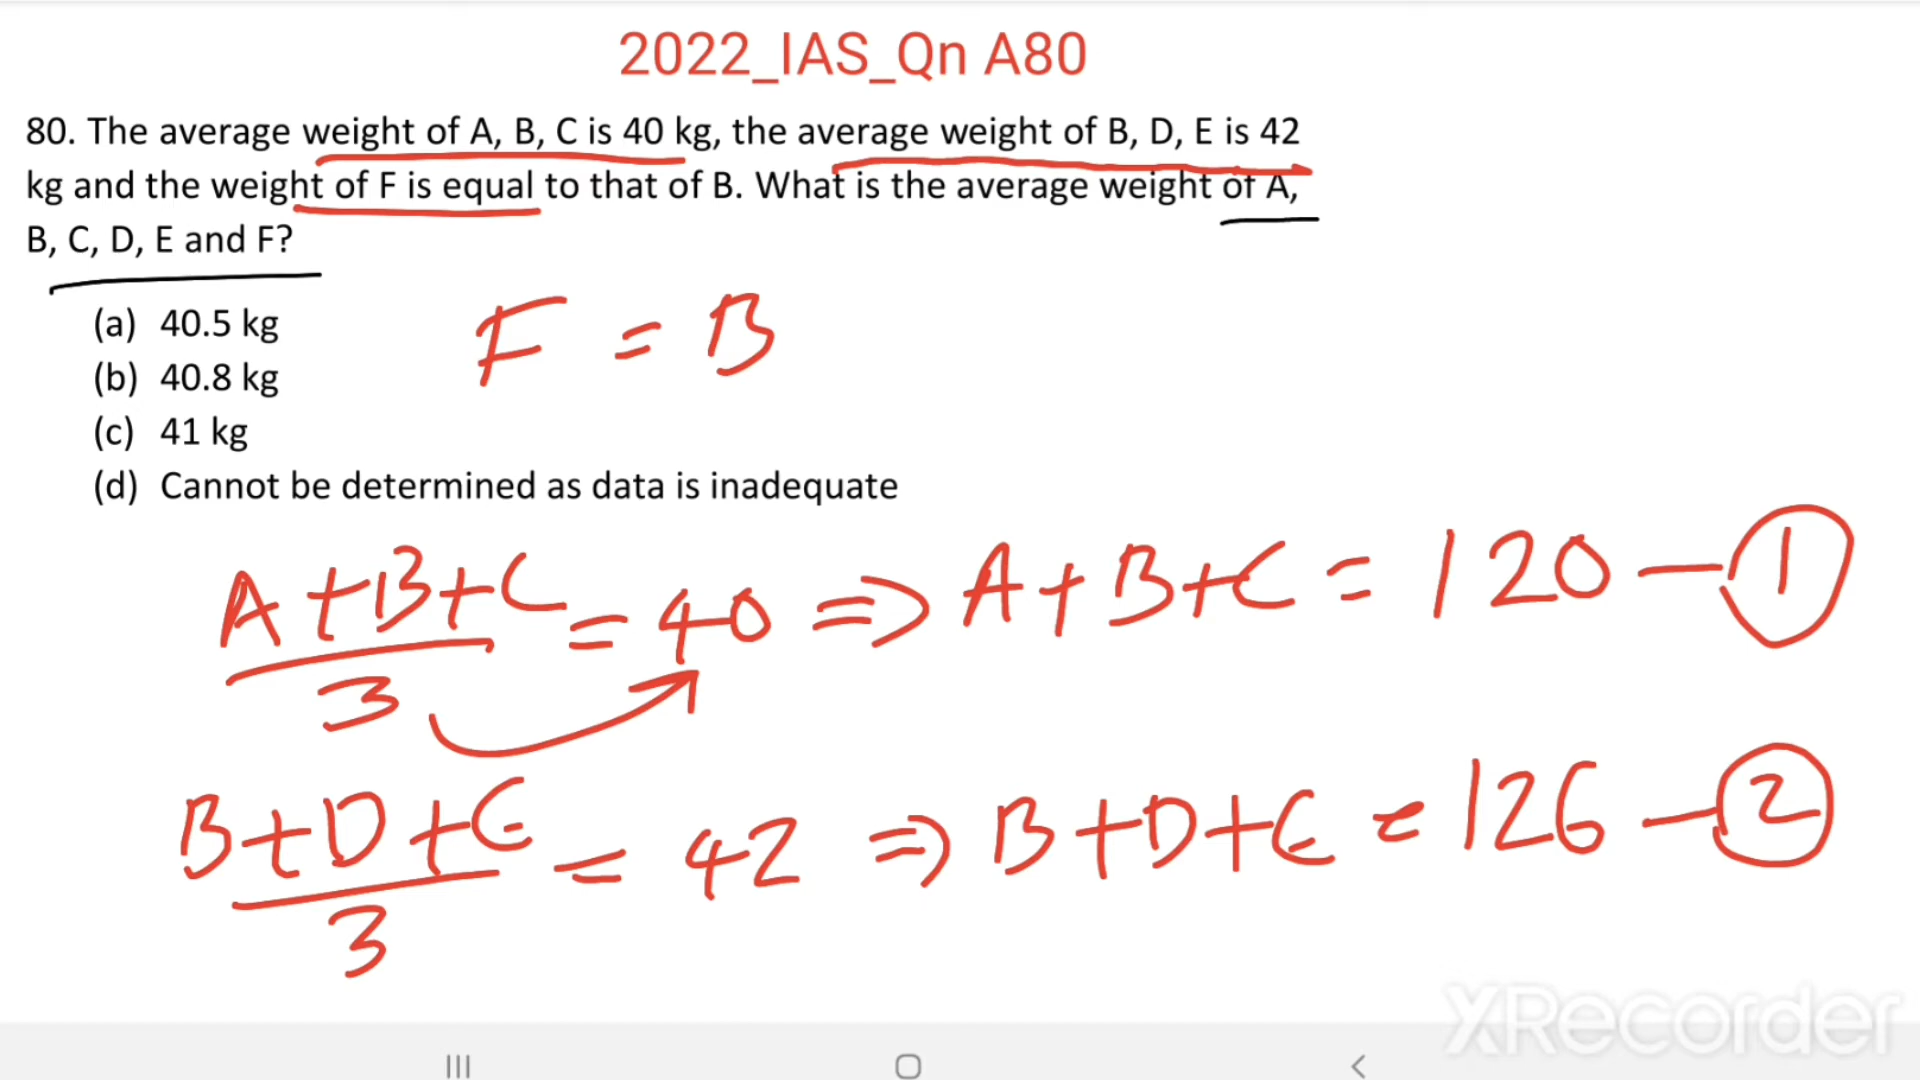 2022_IAS_Qn A80
80. The average weight of A, B, C is 40 kg, the average weight of B, D, E is 42
kg and the weight of F is equal to that of B. What is the average weight of A,
B, C, D, E and F?
(a) 40.5 kg
(b) 40.8 kg
(c) 41 kg
(d) Cannot be determined as data is inadequate
F = B
A+B+C/3 = 40 ⇒ A+B+C = 120 — 1
B+D+E/3 = 42 ⇒ B+D+E = 126 — 2
XRecorder